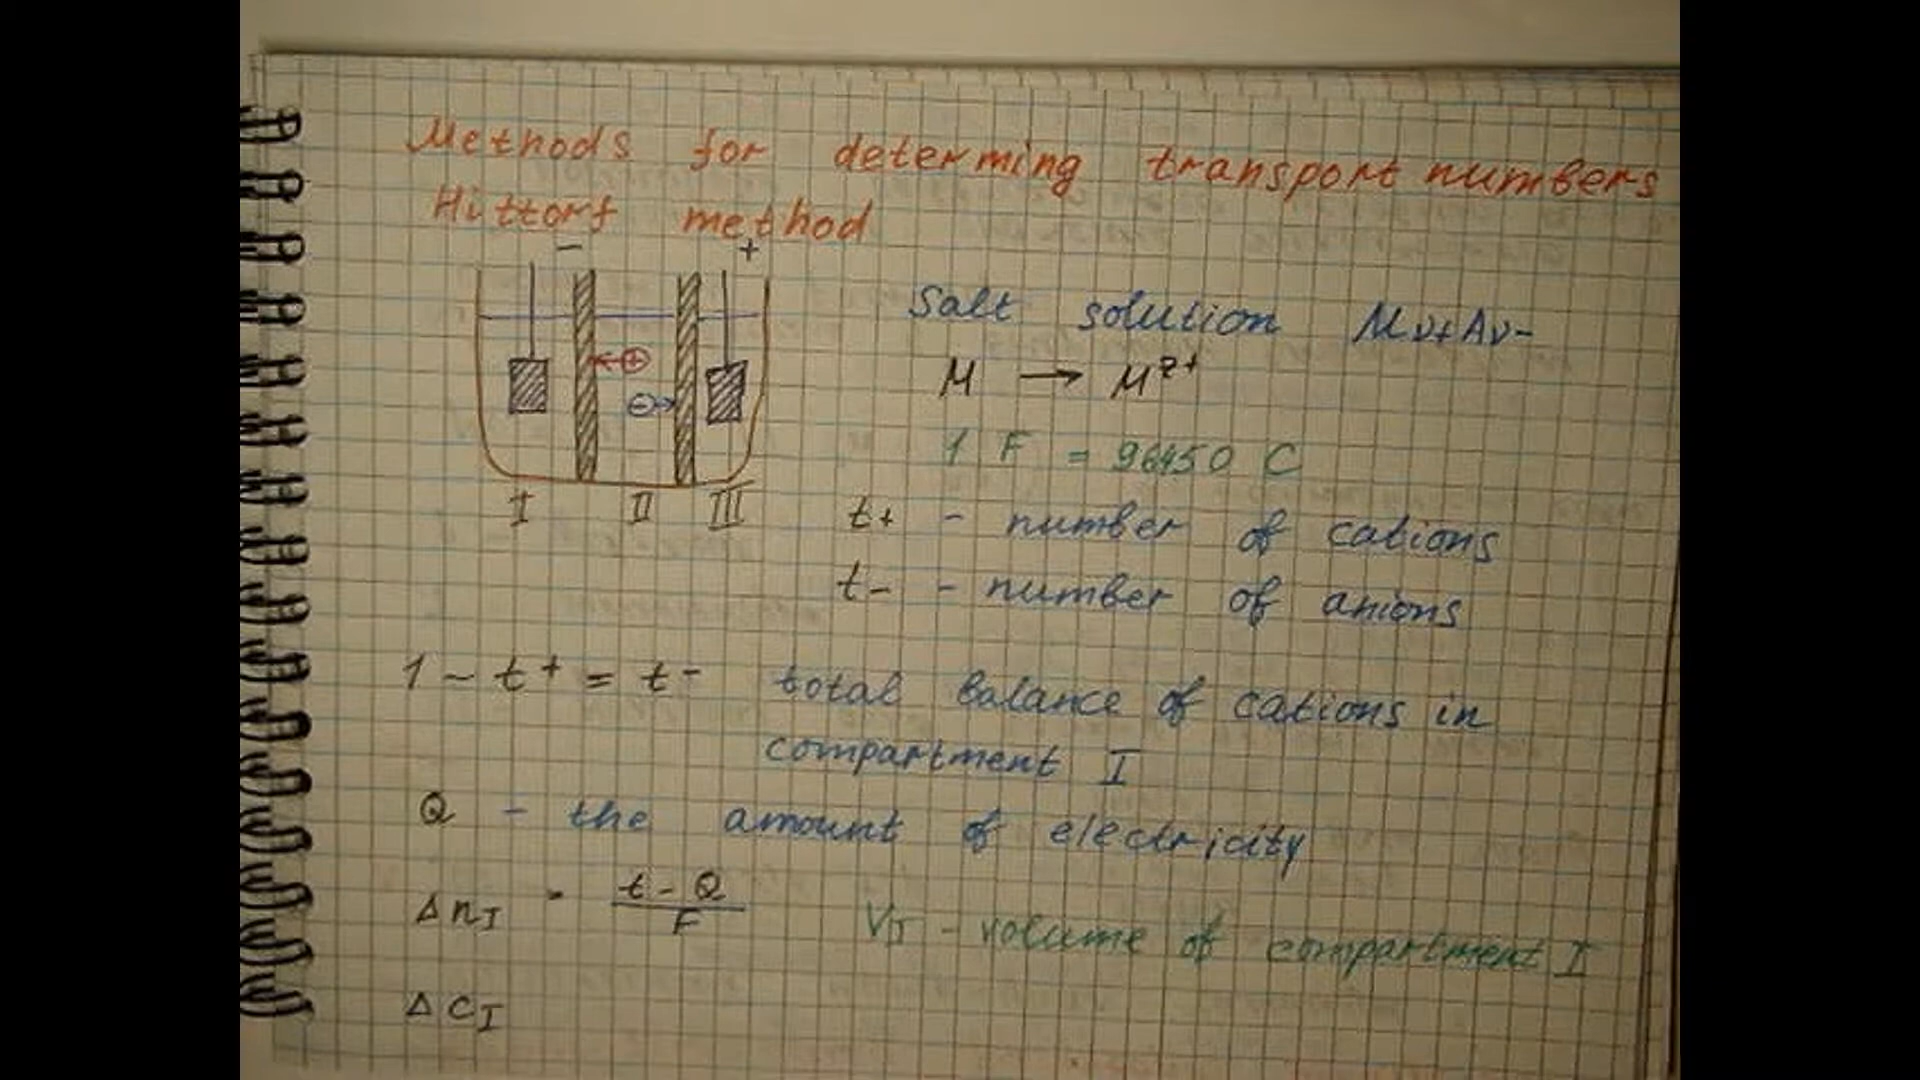 Methods for determing transport numbers
Hittorf method
- +
Salt solution Mν+Aν-
M → M^z+
1 F = 96450 C
I II III
t+ - number of cations
t- - number of anions
1 - t+ = t- total balance of cations in
compartment I
Q - the amount of electricity
Δn_I - t- Q / F V_I - volume of compartment I
Δc_I